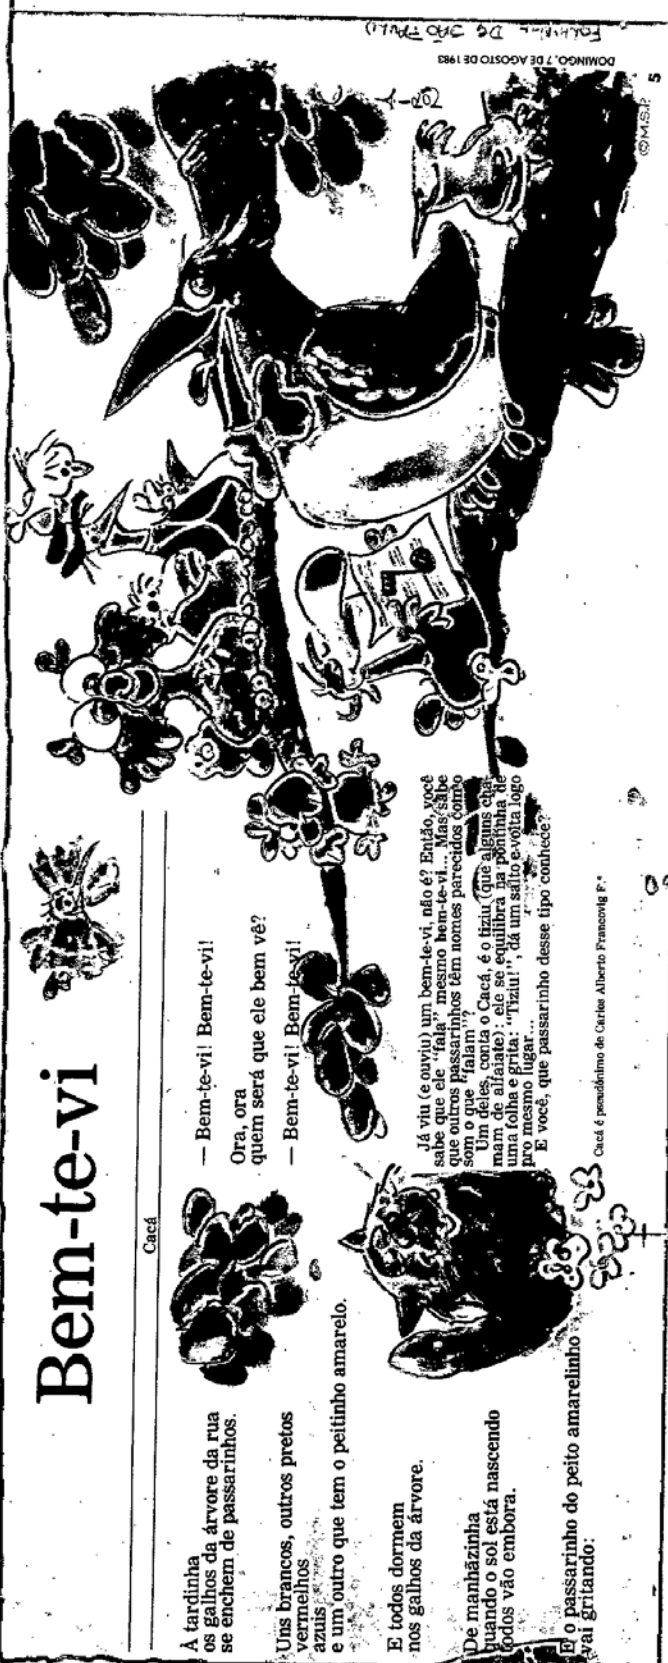 FOLHINHA DE SÃO PAULO
DOMINGO, 7 DE AGOSTO DE 1983
5
©M.S.P.
Bem-te-vi
Cacá
À tardinha
os galhos da árvore da rua
se enchem de passarinhos.
Uns brancos, outros pretos
vermelhos
azuis
e um outro que tem o peitinho amarelo.
E todos dormem
nos galhos da árvore.
De manhãzinha
quando o sol está nascendo
todos vão embora.
E o passarinho do peito amarelinho
vai gritando:
— Bem-te-vi! Bem-te-vi!
Ora, ora
quem será que ele bem vê?
— Bem-te-vi! Bem-te-vi!
Já viu (e ouviu) um bem-te-vi, não é? Então, você
sabe que ele "fala" mesmo bem-te-vi... Mas sabe
que outros passarinhos têm nomes parecidos com o
som o que "falam"?
Um deles, conta o Cacá, é o tiziu (que alguns cha-
mam de alfaiate): ele se equilibra na pontinha de
uma folha e grita: "Tiziu!", dá um salto e volta logo
pro mesmo lugar...
E você, que passarinho desse tipo conhece?
Cacá é pseudônimo de Carlos Alberto Francovig F.º